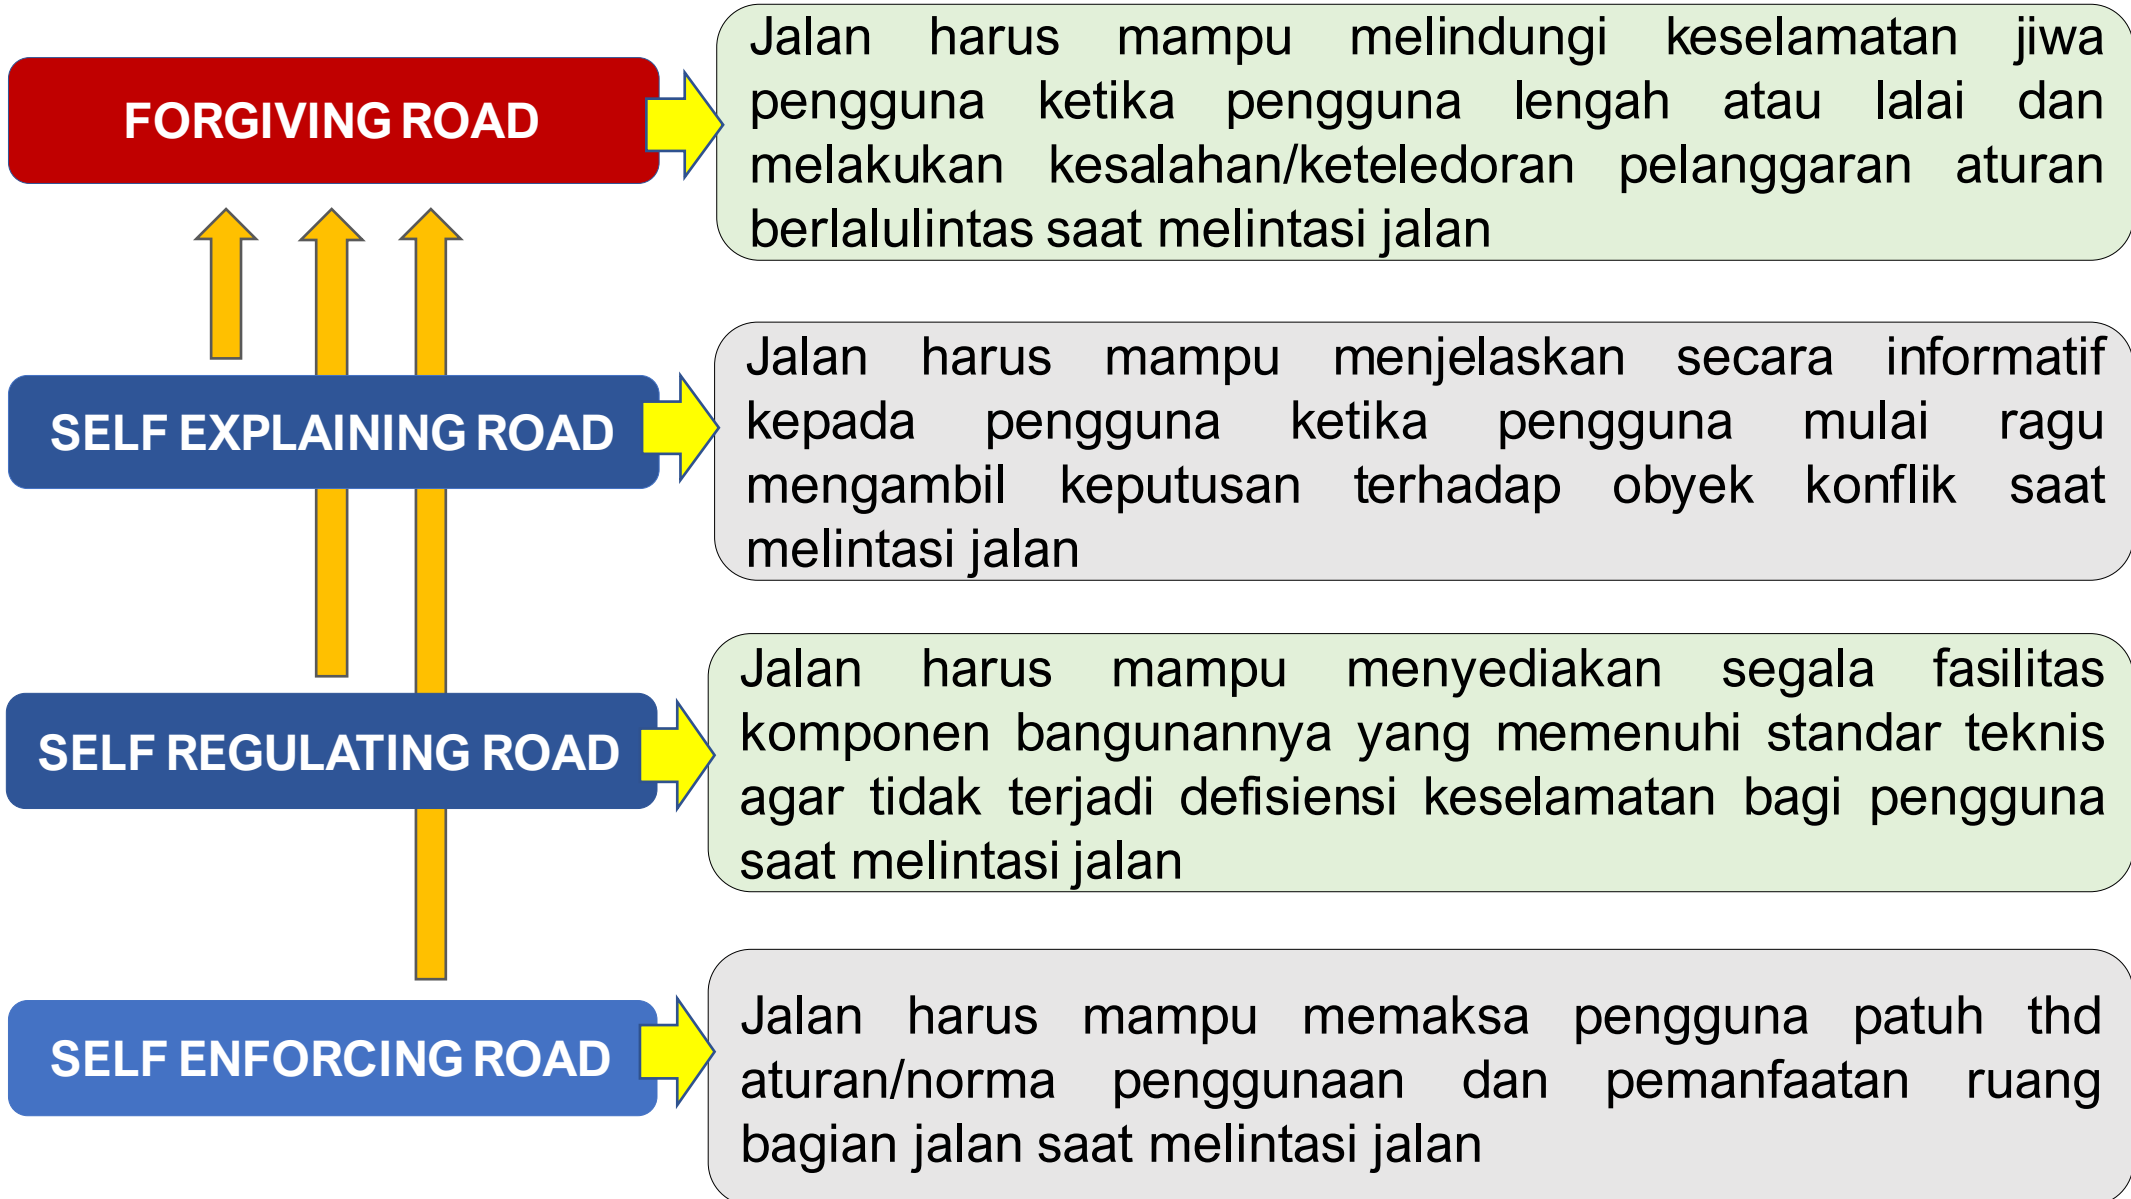 FORGIVING ROAD
Jalan harus mampu melindungi keselamatan jiwa
pengguna ketika pengguna lengah atau lalai dan
melakukan kesalahan/keteledoran pelanggaran aturan
berlalulintas saat melintasi jalan
SELF EXPLAINING ROAD
Jalan harus mampu menjelaskan secara informatif
kepada pengguna ketika pengguna mulai ragu
mengambil keputusan terhadap obyek konflik saat
melintasi jalan
SELF REGULATING ROAD
Jalan harus mampu menyediakan segala fasilitas
komponen bangunannya yang memenuhi standar teknis
agar tidak terjadi defisiensi keselamatan bagi pengguna
saat melintasi jalan
SELF ENFORCING ROAD
Jalan harus mampu memaksa pengguna patuh thd
aturan/norma penggunaan dan pemanfaatan ruang
bagian jalan saat melintasi jalan